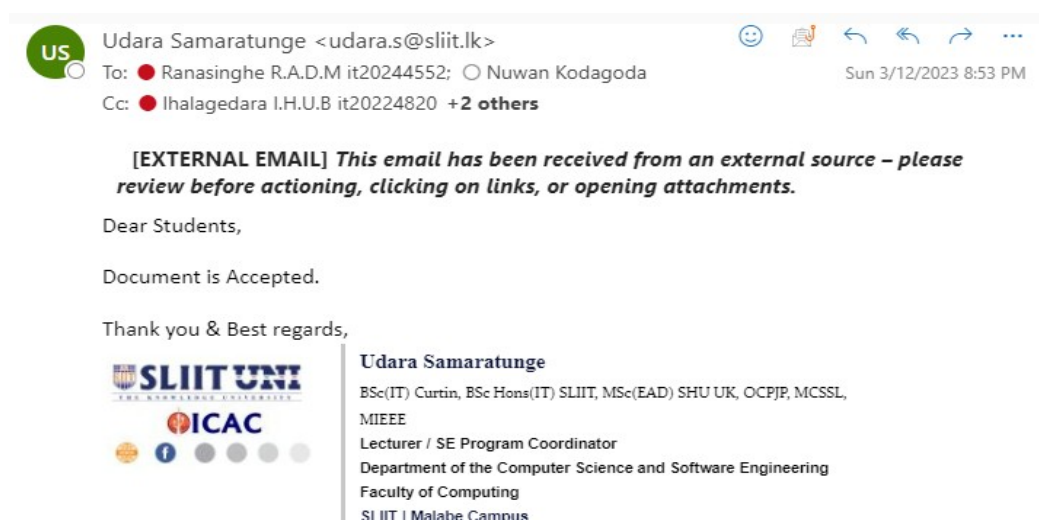 US
Udara Samaratunge <udara.s@sliit.lk>
To: Ranasinghe R.A.D.M it20244552; Nuwan Kodagoda
Sun 3/12/2023 8:53 PM
Cc: Ihalagedara I.H.U.B it20224820 +2 others
[EXTERNAL EMAIL] This email has been received from an external source – please
review before actioning, clicking on links, or opening attachments.
Dear Students,
Document is Accepted.
Thank you & Best regards,
SLIIT UNI
THE KNOWLEDGE UNIVERSITY
ICAC
f
Udara Samaratunge
BSc(IT) Curtin, BSc Hons(IT) SLIIT, MSc(EAD) SHU UK, OCPJP, MCSSL,
MIEEE
Lecturer / SE Program Coordinator
Department of the Computer Science and Software Engineering
Faculty of Computing
SLIIT | Malabe Campus